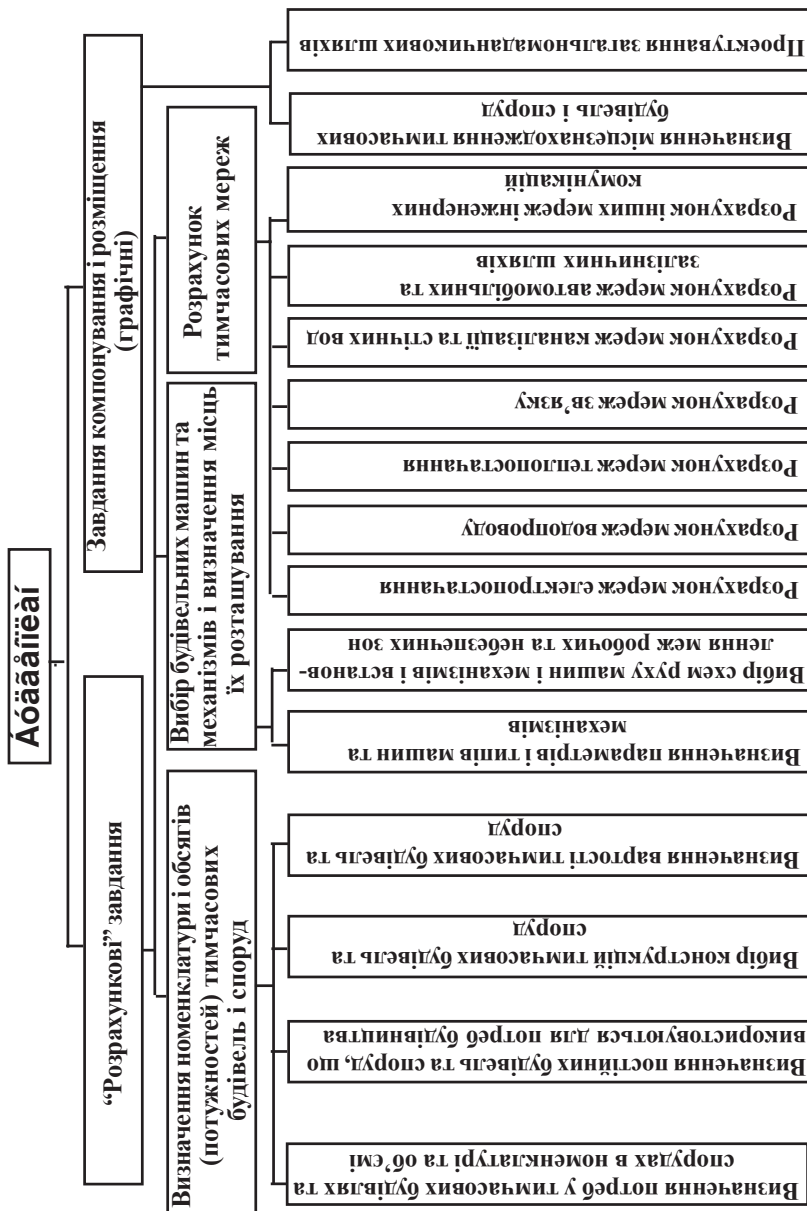 Áóäãåíïëàí
“Розрахункові” завдання
Завдання компонування і розміщення
(графічні)
Визначення номенклатури і обсягів
(потужностей) тимчасових
будівель і споруд
Вибір будівельних машин та
механізмів і визначення місць
їх розташування
Розрахунок
тимчасових мереж
Визначення потреб у тимчасових будівлях та
спорудах в номенклатурі та об’ємі
Визначення постійних будівель та споруд, що
використовуються для потреб будівництва
Вибір конструкцій тимчасових будівель та
споруд
Визначення вартості тимчасових будівель та
споруд
Визначення параметрів і типів машин та
механізмів
Вибір схем руху машин і механізмів і встанов-
лення меж робочих та небезпечних зон
Розрахунок мереж електропостачання
Розрахунок мереж водопроводу
Розрахунок мереж теплопостачання
Розрахунок мереж зв’язку
Розрахунок мереж каналізації та стічних вод
Розрахунок мереж автомобільних та
залізничних шляхів
Розрахунок інших мереж інженерних
комунікацій
Визначення місцезнаходження тимчасових
будівель і споруд
Проектування загальномайданчикових шляхів